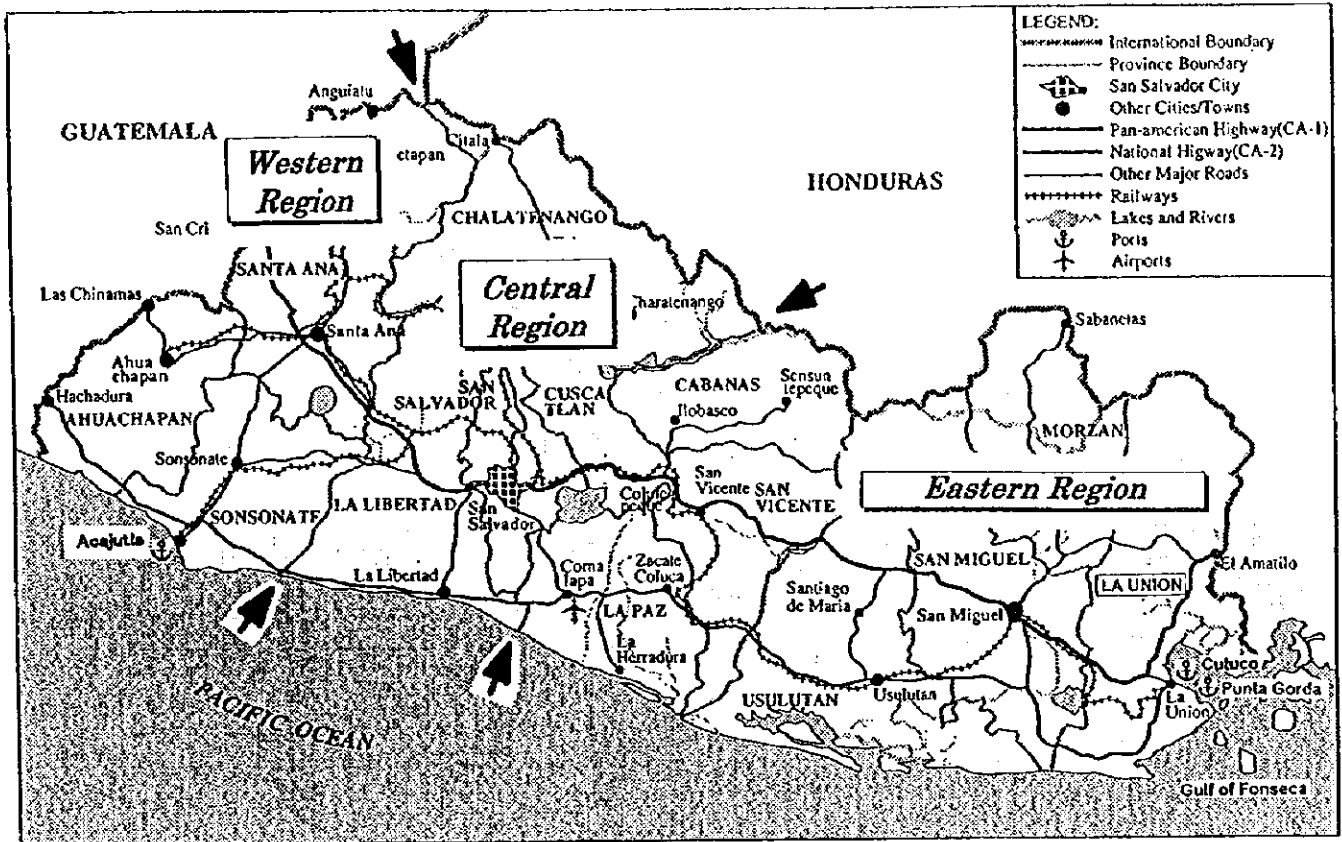 LEGEND:
International Boundary
Province Boundary
San Salvador City
Other Cities/Towns
Pan-american Highway(CA-1)
National Higway(CA-2)
Other Major Roads
Railways
Lakes and Rivers
Ports
Airports
GUATEMALA
Anguiatu
Citala
etapan
Western
Region
HONDURAS
San Cri
CHALATENANGO
SANTA ANA
Las Chinamas
Central
Region
haratenango
Sabanetas
Santa Ana
Ahua
chapan
Hachadura
AHUACHAPAN
SAN
SALVADOR
CUSCA
TLAN
CABANAS
Sensun
tepeque
Ilobasco
MORZAN
Sonsonate
LA LIBERTAD
SONSONATE
San
Salvador
San
Vicente
SAN
VICENTE
Eastern Region
Acajutla
La Libertad
Coma
lapa
Zacate
Coluca
LA PAZ
La
Herradura
Santiago
de Maria
SAN MIGUEL
San Miguel
LA UNION
El Amatilo
USULUTAN
Usulutan
Cutuco
Punta Gorda
La
Union
PACIFIC OCEAN
Gulf of Fonseca